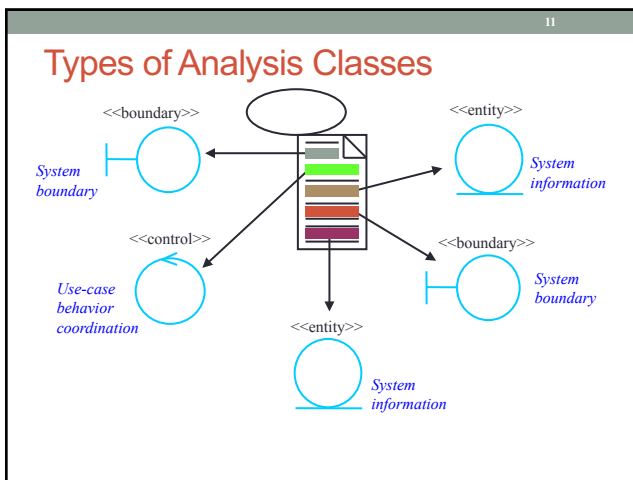 11
Types of Analysis Classes
<<boundary>>
System
boundary
<<entity>>
System
information
<<control>>
Use-case
behavior
coordination
<<boundary>>
System
boundary
<<entity>>
System
information